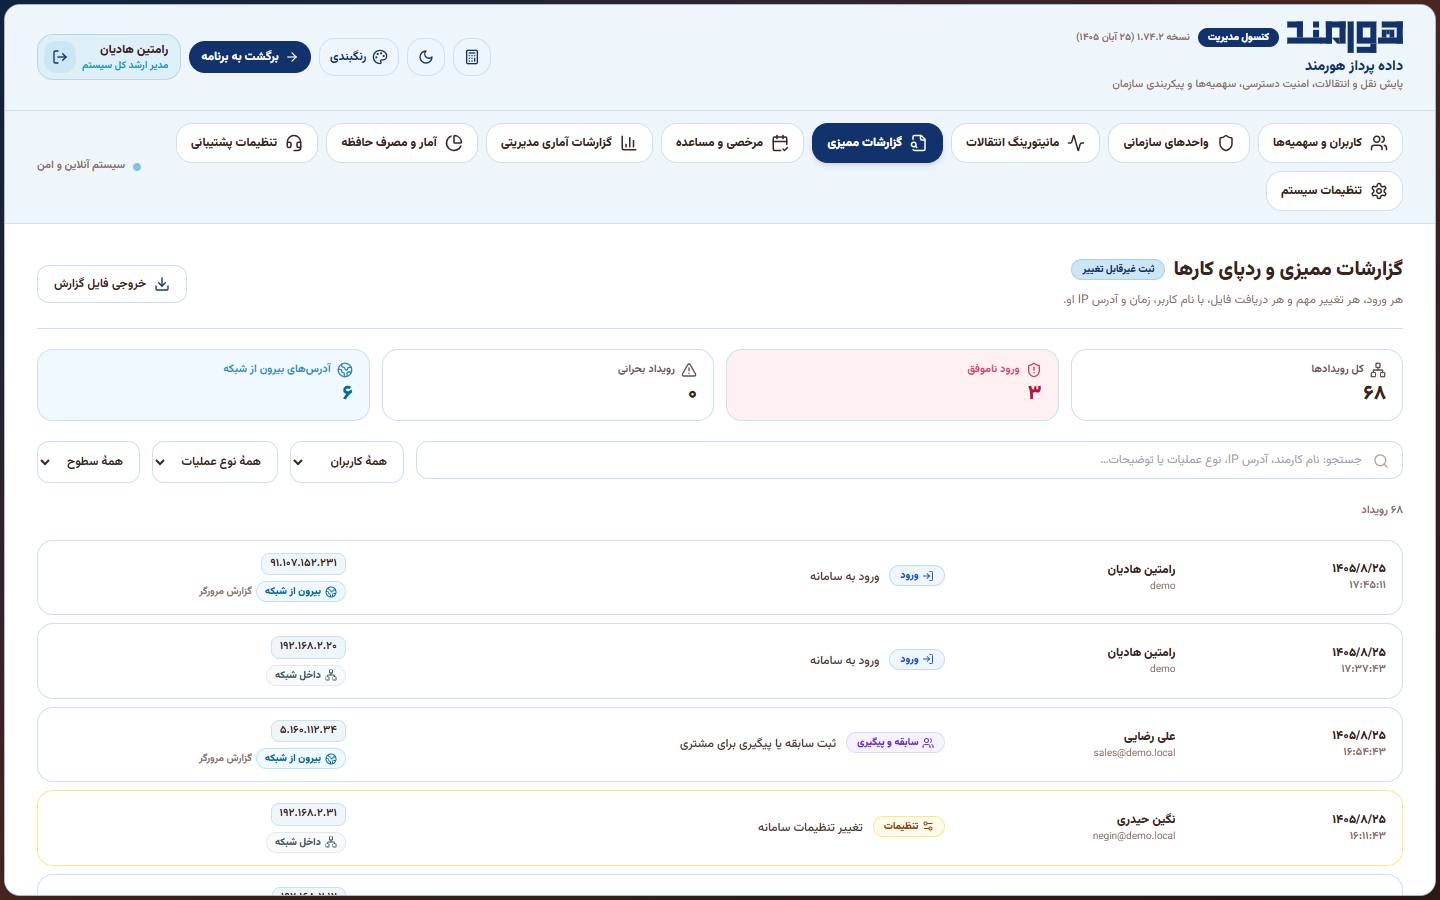 هورمند
کنسول مدیریت
نسخه ۱.۷۴.۲ (۲۵ آبان ۱۴۰۵)
داده پرداز هورمند
پایش نقل و انتقالات، امنیت دسترسی، سهمیه‌ها و پیکربندی سازمان
رنگبندی
برگشت به برنامه
رامتین هادیان
مدیر ارشد کل سیستم
کاربران و سهمیه‌ها
واحدهای سازمانی
مانیتورینگ انتقالات
گزارشات ممیزی
مرخصی و مساعده
گزارشات آماری مدیریتی
آمار و مصرف حافظه
تنظیمات پشتیبانی
تنظیمات سیستم
سیستم آنلاین و امن
گزارشات ممیزی و ردپای کارها
ثبت غیرقابل تغییر
هر ورود، هر تغییر مهم و هر دریافت فایل، با نام کاربر، زمان و آدرس IP او.
خروجی فایل گزارش
کل رویدادها
۶۸
ورود ناموفق
۳
رویداد بحرانی
۰
آدرس‌های بیرون از شبکه
۶
جستجو: نام کارمند، آدرس IP، نوع عملیات یا توضیحات...
همهٔ کاربران
همهٔ نوع عملیات
همهٔ سطوح
۶۸ رویداد
۱۴۰۵/۸/۲۵
۱۷:۴۵:۱۱
رامتین هادیان
demo
ورود
ورود به سامانه
۹۱.۱۰۷.۱۵۲.۲۳۱
بیرون از شبکه
گزارش مرورگر
۱۴۰۵/۸/۲۵
۱۷:۳۷:۴۳
رامتین هادیان
demo
ورود
ورود به سامانه
۱۹۲.۱۶۸.۲.۲۰
داخل شبکه
۱۴۰۵/۸/۲۵
۱۶:۵۴:۴۳
علی رضایی
sales@demo.local
سابقه و پیگیری
ثبت سابقه یا پیگیری برای مشتری
۵.۱۶۰.۱۱۲.۳۴
بیرون از شبکه
گزارش مرورگر
۱۴۰۵/۸/۲۵
۱۶:۱۱:۴۳
نگین حیدری
negin@demo.local
تنظیمات
تغییر تنظیمات سامانه
۱۹۲.۱۶۸.۲.۳۱
داخل شبکه